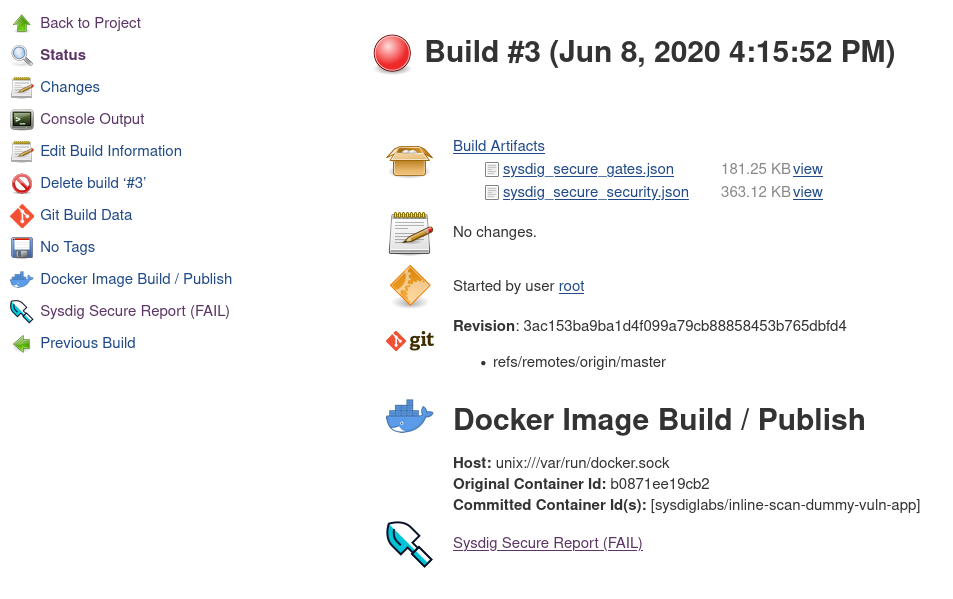 Back to Project
Status
Changes
Console Output
Edit Build Information
Delete build ‘#3’
Git Build Data
No Tags
Docker Image Build / Publish
Sysdig Secure Report (FAIL)
Previous Build
Build #3 (Jun 8, 2020 4:15:52 PM)
Build Artifacts
sysdig_secure_gates.json 181.25 KB view
sysdig_secure_security.json 363.12 KB view
No changes.
Started by user root
git
Revision: 3ac153ba9ba1d4f099a79cb88858453b765dbfd4
• refs/remotes/origin/master
Docker Image Build / Publish
Host: unix:///var/run/docker.sock
Original Container Id: b0871ee19cb2
Committed Container Id(s): [sysdiglabs/inline-scan-dummy-vuln-app]
Sysdig Secure Report (FAIL)